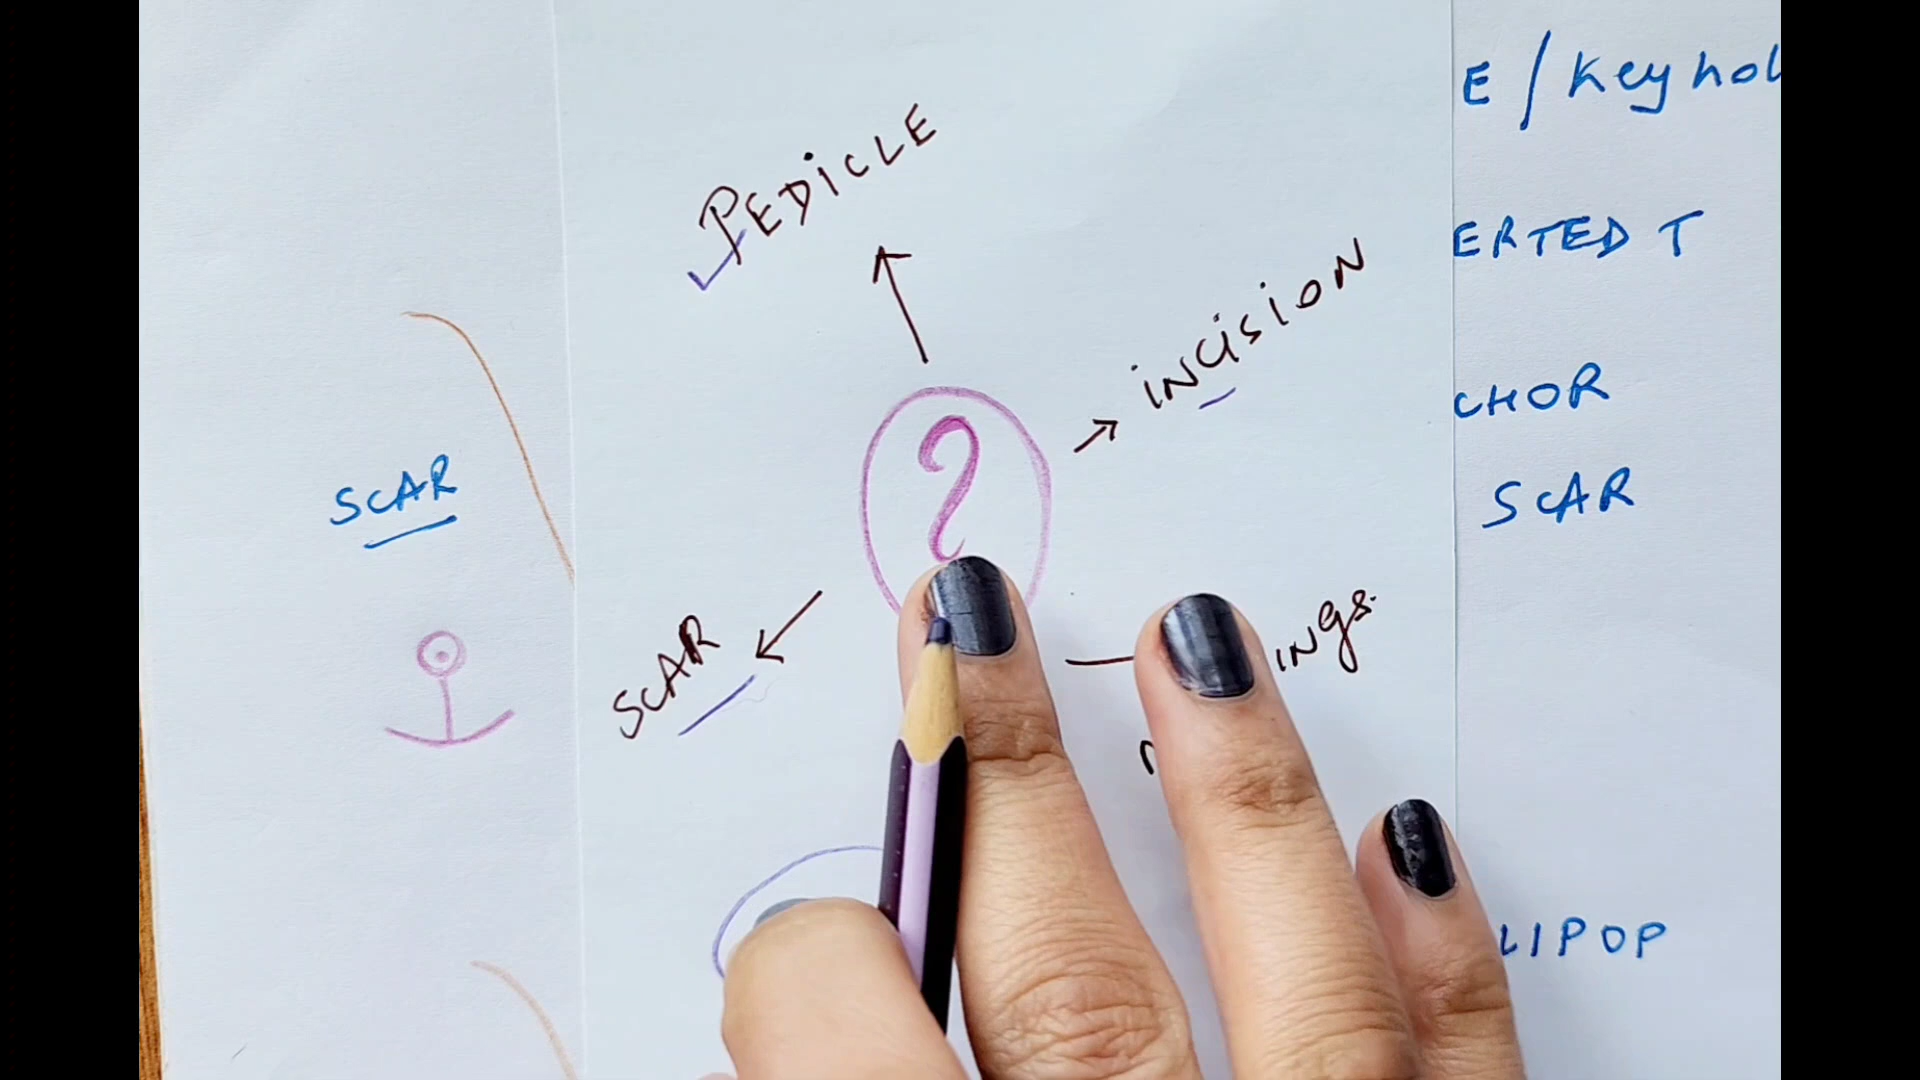 E / Keyhol
PEDICLE
ERTED T
INCISION
CHOR
SCAR
SCAR
?
INGS.
SCAR
LIPOP